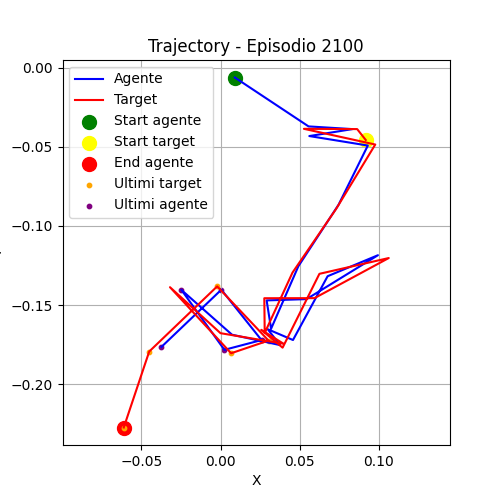 Trajectory - Episodio 2100
Agente
Target
Start agente
Start target
End agente
Ultimi target
Ultimi agente
0.00
−0.05
−0.10
−0.15
−0.20
−0.05
0.00
0.05
0.10
X